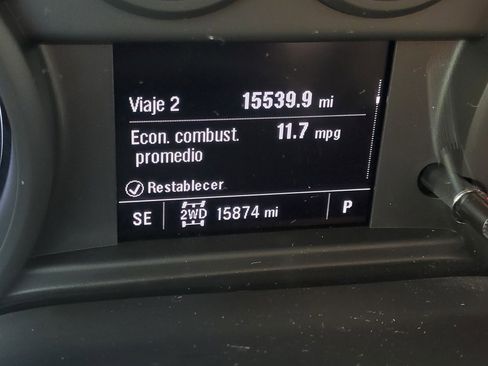 Viaje 2 15539.9 mi
Econ. combust. 11.7 mpg
promedio
Restablecer
SE 2WD 15874 mi P